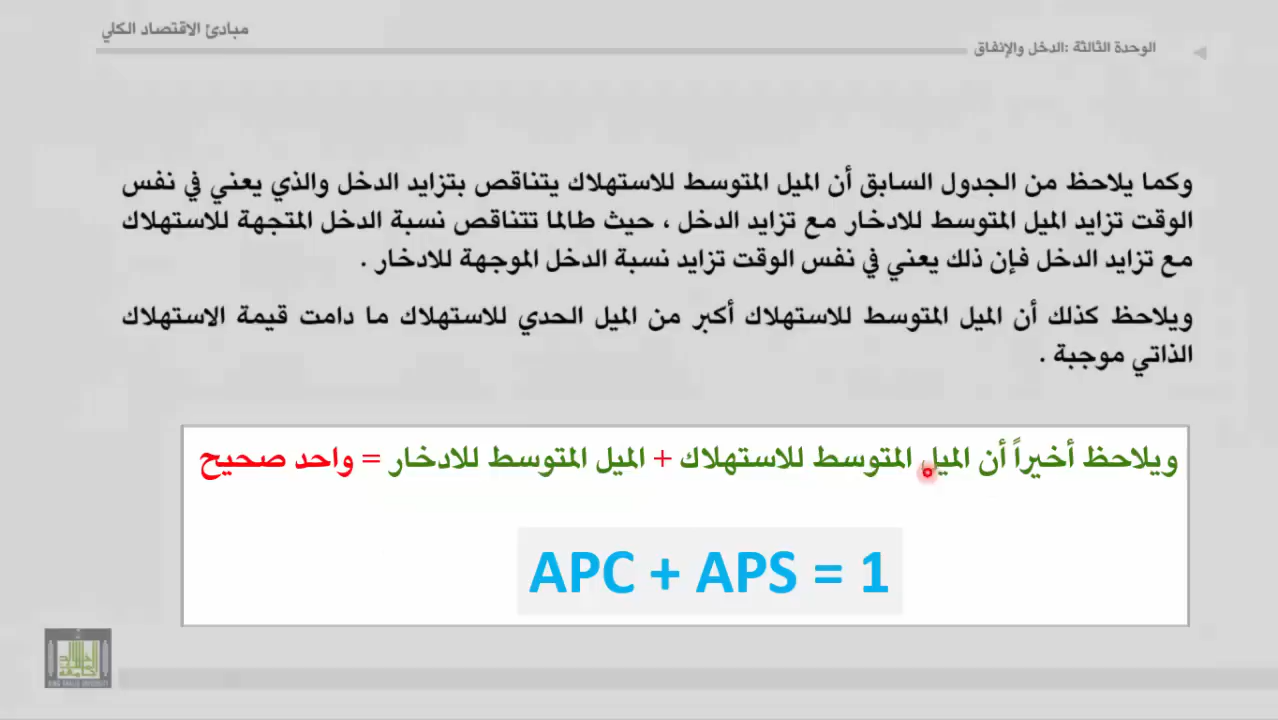 مبادئ الاقتصاد الكلي
الوحدة الثالثة :الدخل والإنفاق
وكما يلاحظ من الجدول السابق أن الميل المتوسط للاستهلاك يتناقص بتزايد الدخل والذي يعني في نفس
الوقت تزايد الميل المتوسط للادخار مع تزايد الدخل ، حيث طالما تتناقص نسبة الدخل المتجهة للاستهلاك
مع تزايد الدخل فإن ذلك يعني في نفس الوقت تزايد نسبة الدخل الموجهة للادخار .
ويلاحظ كذلك أن الميل المتوسط للاستهلاك أكبر من الميل الحدي للاستهلاك ما دامت قيمة الاستهلاك
الذاتي موجبة .
ويلاحظ أخيراً أن الميل المتوسط للاستهلاك + الميل المتوسط للادخار = واحد صحيح
APC + APS = 1